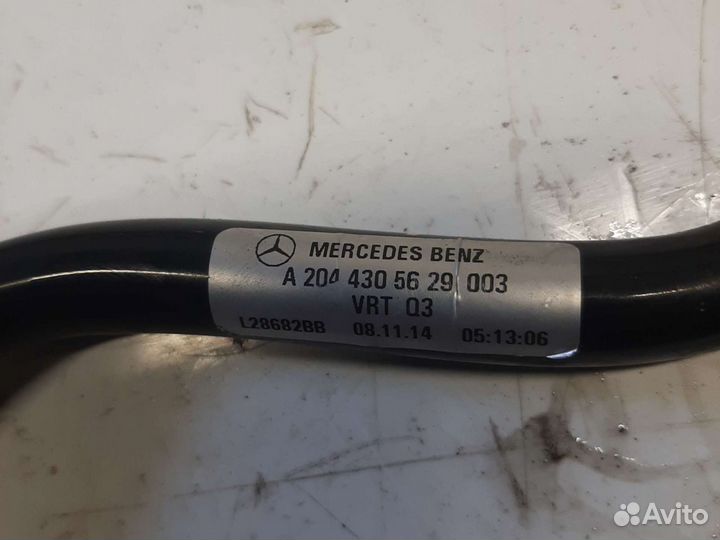 MERCEDES BENZ
A 204 430 56 29 003
VRT Q3
L28682BB 08.11.14 05:13:06
Avito